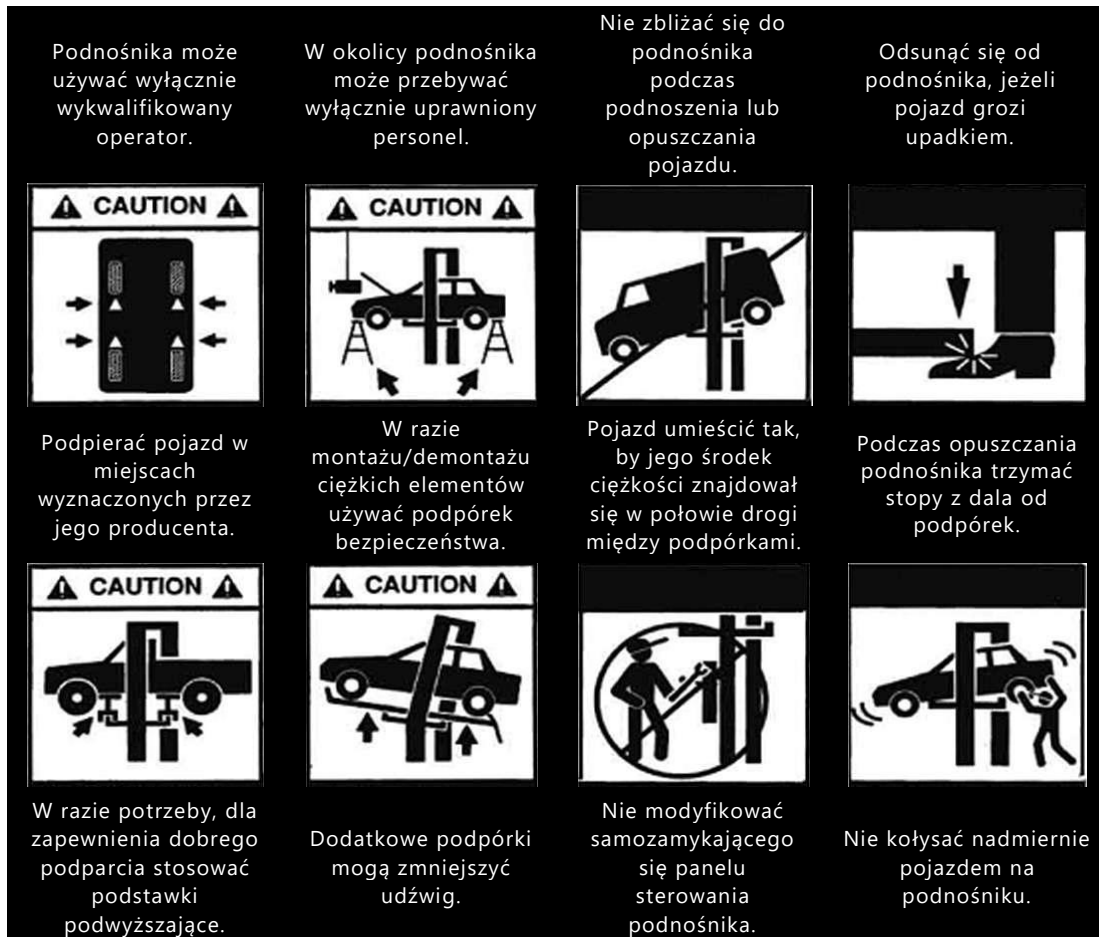 Podnośnika może
używać wyłącznie
wykwalifikowany
operator.
W okolicy podnośnika
może przebywać
wyłącznie uprawniony
personel.
Nie zbliżać się do
podnośnika
podczas
podnoszenia lub
opuszczania
pojazdu.
Odsunąć się od
podnośnika, jeżeli
pojazd grozi
upadkiem.
CAUTION
CAUTION
Podpierać pojazd w
miejscach
wyznaczonych przez
jego producenta.
W razie
montażu/demontażu
ciężkich elementów
używać podpórek
bezpieczeństwa.
Pojazd umieścić tak,
by jego środek
ciężkości znajdował
się w połowie drogi
między podpórkami.
Podczas opuszczania
podnośnika trzymać
stopy z dala od
podpórek.
CAUTION
CAUTION
W razie potrzeby, dla
zapewnienia dobrego
podparcia stosować
podstawki
podwyższające.
Dodatkowe podpórki
mogą zmniejszyć
udźwig.
Nie modyfikować
samozamykającego
się panelu
sterowania
podnośnika.
Nie kołysać nadmiernie
pojazdem na
podnośniku.